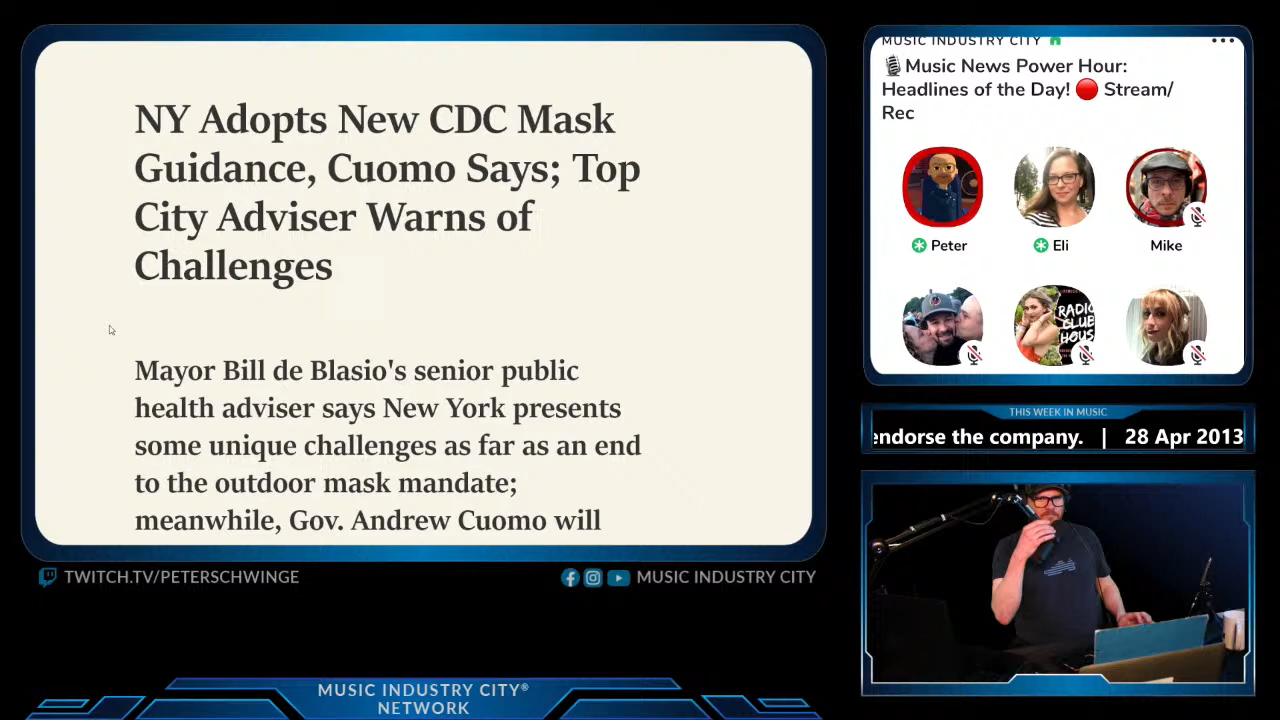 NY Adopts New CDC Mask
Guidance, Cuomo Says; Top
City Adviser Warns of
Challenges
Mayor Bill de Blasio's senior public
health adviser says New York presents
some unique challenges as far as an end
to the outdoor mask mandate;
meanwhile, Gov. Andrew Cuomo will
TWITCH.TV/PETERSCHWINGE
MUSIC INDUSTRY CITY
MUSIC INDUSTRY CITY®
NETWORK
MUSIC INDUSTRY CITY
Music News Power Hour:
Headlines of the Day! 🔴 Stream/
Rec
Peter
Eli
Mike
RADIO
CLUB
HOUS
THIS WEEK IN MUSIC
endorse the company. | 28 Apr 2013